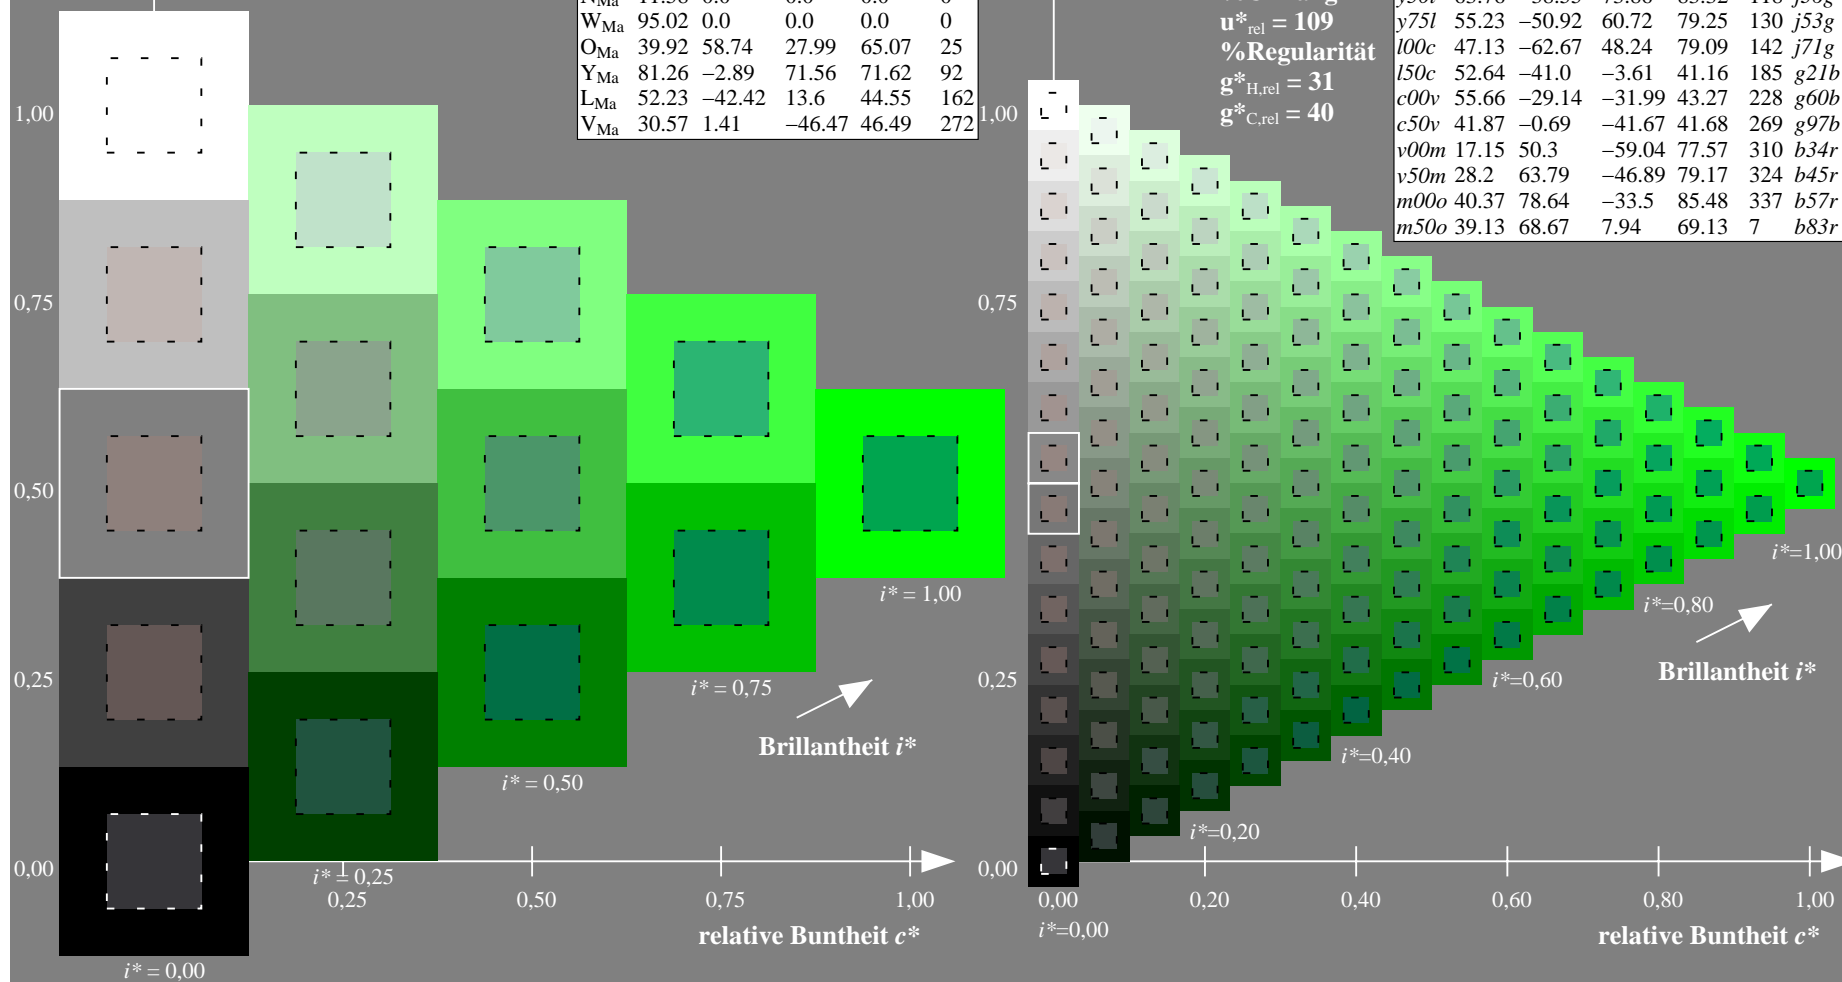 W_Ma 95.02 0.0 0.0 0.0 0
O_Ma 39.92 58.74 27.99 65.07 25
Y_Ma 81.26 −2.89 71.56 71.62 92
L_Ma 52.23 −42.42 13.6 44.55 162
V_Ma 30.57 1.41 −46.47 46.49 272
u*rel = 109
%Regularität
g*H,rel = 31
g*C,rel = 40
y75l 55.23 −50.92 60.72 79.25 130 j53g
l00c 47.13 −62.67 48.24 79.09 142 j71g
l50c 52.64 −41.0 −3.61 41.16 185 g21b
c00v 55.66 −29.14 −31.99 43.27 228 g60b
c50v 41.87 −0.69 −41.67 41.68 269 g97b
v00m 17.15 50.3 −59.04 77.57 310 b34r
v50m 28.2 63.79 −46.89 79.17 324 b45r
m00o 40.37 78.64 −33.5 85.48 337 b57r
m50o 39.13 68.67 7.94 69.13 7 b83r
1,00
0,75
0,50
0,25
0,00
i* = 1,00
i* = 0,75
Brillantheit i*
i* = 0,50
i* = 0,25
0,25 0,50 0,75 1,00
relative Buntheit c*
i* = 0,00
1,00
0,75
0,50
0,25
0,00
i*=1,00
i*=0,80
Brillantheit i*
i*=0,60
i*=0,40
i*=0,20
0,00 0,20 0,40 0,60 0,80 1,00
i*=0,00
relative Buntheit c*